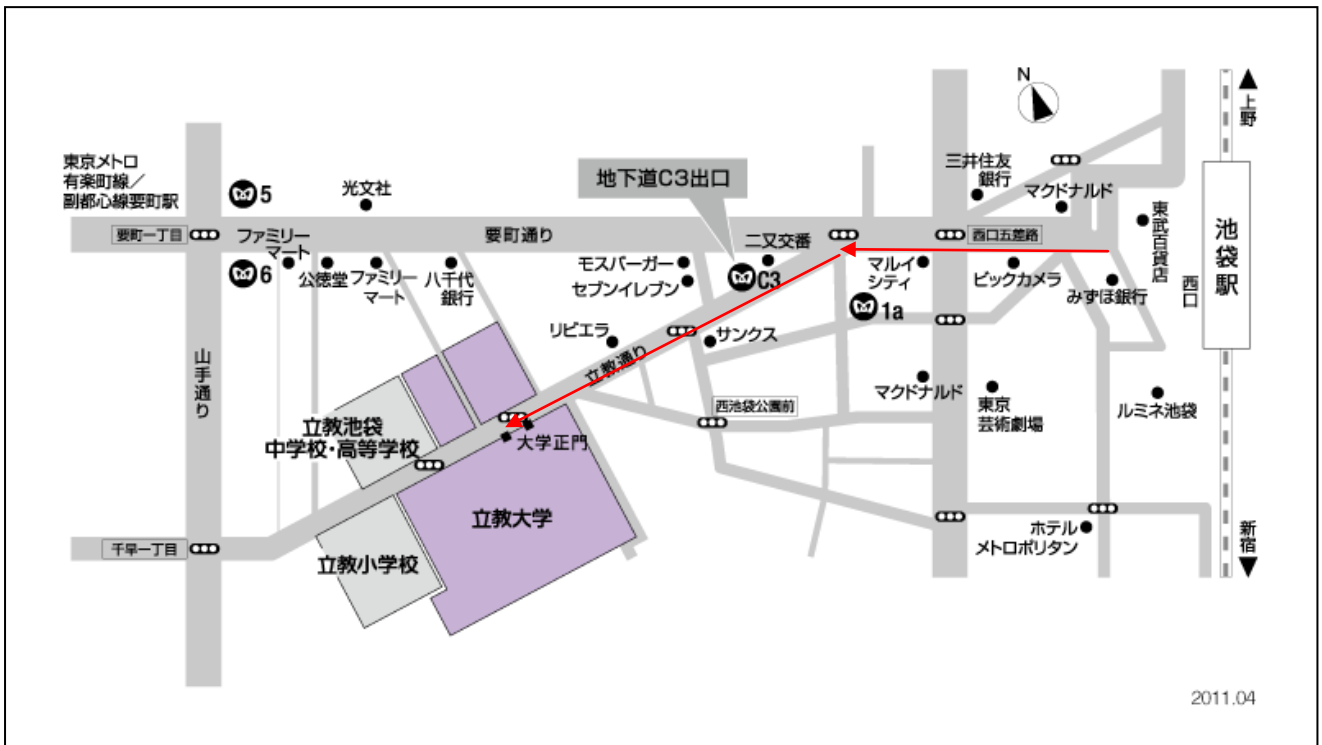 N
上野
東京メトロ
有楽町線／
副都心線要町駅
5
光文社
地下道C3出口
三井住友
銀行
マクドナルド
東武百貨店
池袋駅
西口
要町一丁目
ファミリー
マート
要町通り
二又交番
西口五差路
6
公徳堂
ファミリー
マート
八千代
銀行
モスバーガー
セブンイレブン
C3
マルイ
シティ
1a
ビックカメラ
みずほ銀行
リビエラ
サンクス
山手通り
立教通り
マクドナルド
東京
芸術劇場
ルミネ池袋
西池袋公園前
立教池袋
中学校・高等学校
大学正門
立教大学
千早一丁目
立教小学校
ホテル
メトロポリタン
新宿
2011.04